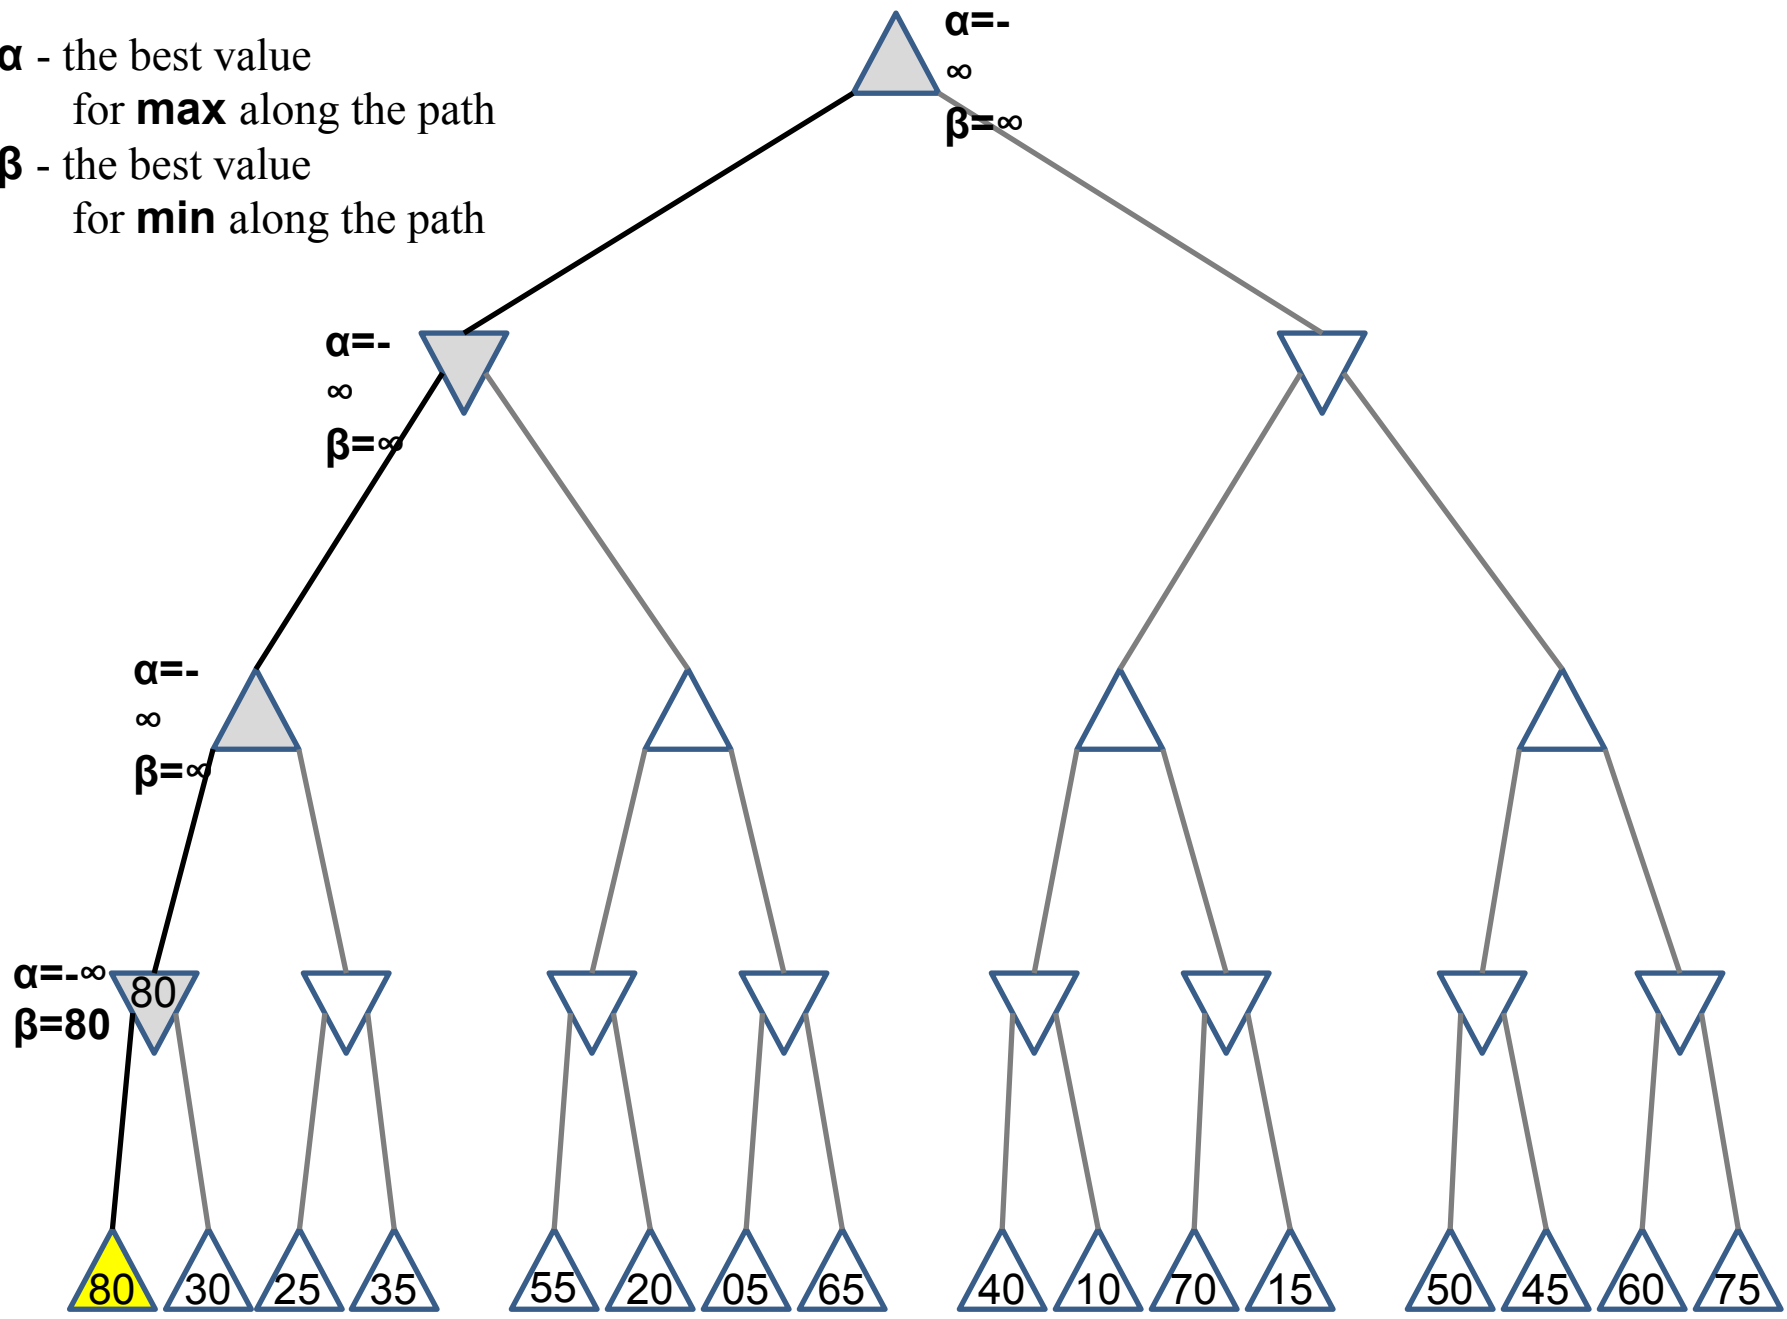 α - the best value
for max along the path
β - the best value
for min along the path
α=-
∞
β=∞
α=-
∞
β=∞
α=-
∞
β=∞
α=-∞
β=80
80
80 30 25 35 55 20 05 65 40 10 70 15 50 45 60 75